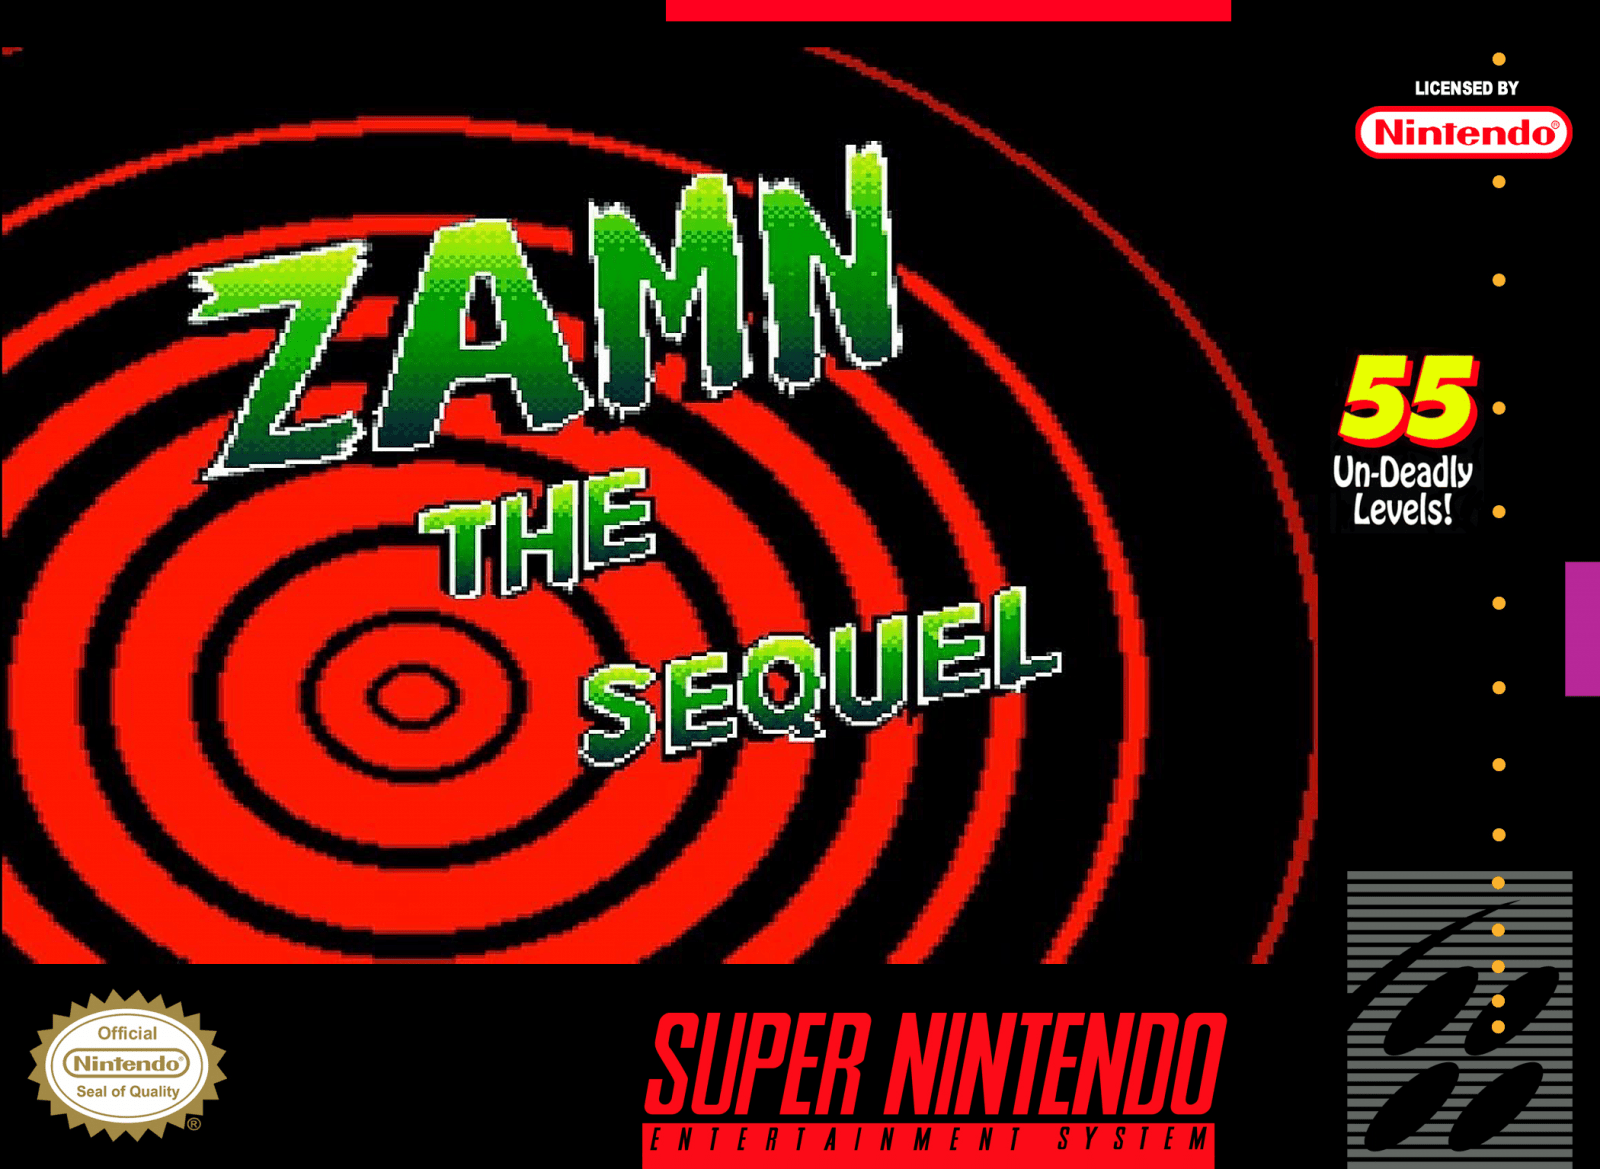 LICENSED BY
Nintendo®
ZAMN
THE
SEQUEL
55
Un-Deadly
Levels!
Official
Nintendo®
Seal of Quality
®
SUPER NINTENDO
ENTERTAINMENT SYSTEM